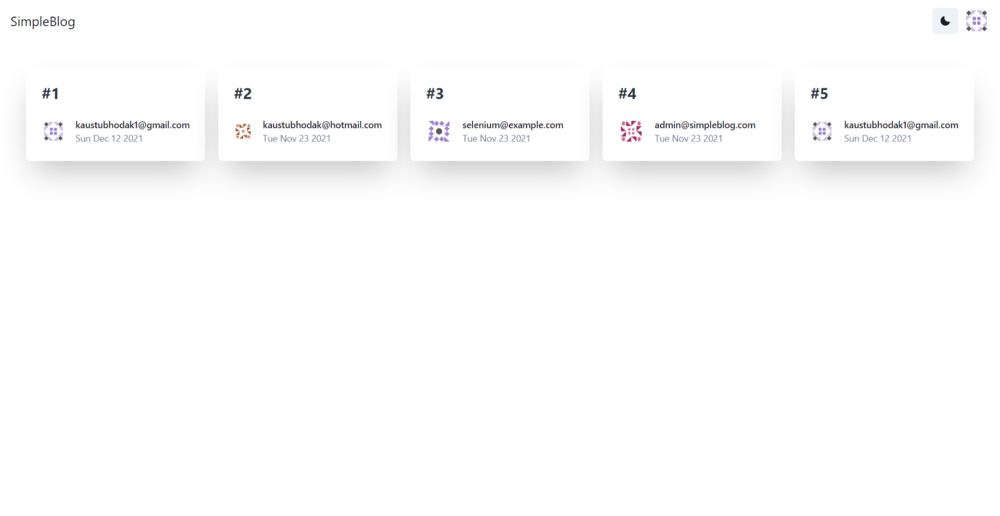 SimpleBlog
#1
kaustubhodak1@gmail.com
Sun Dec 12 2021
#2
kaustubhodak@hotmail.com
Tue Nov 23 2021
#3
selenium@example.com
Tue Nov 23 2021
#4
admin@simpleblog.com
Tue Nov 23 2021
#5
kaustubhodak1@gmail.com
Sun Dec 12 2021